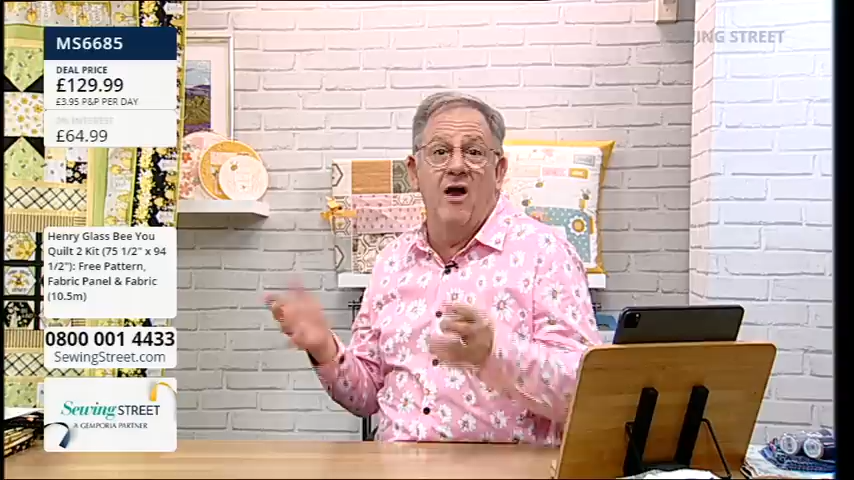 MS6685
DEAL PRICE
£129.99
£3.95 P&P PER DAY
0% INTEREST
£64.99
Henry Glass Bee You
Quilt 2 Kit (75 1/2" x 94
1/2"): Free Pattern,
Fabric Panel & Fabric
(10.5m)
0800 001 4433
SewingStreet.com
Sewing STREET
A GEMPORIA PARTNER
ING STREET